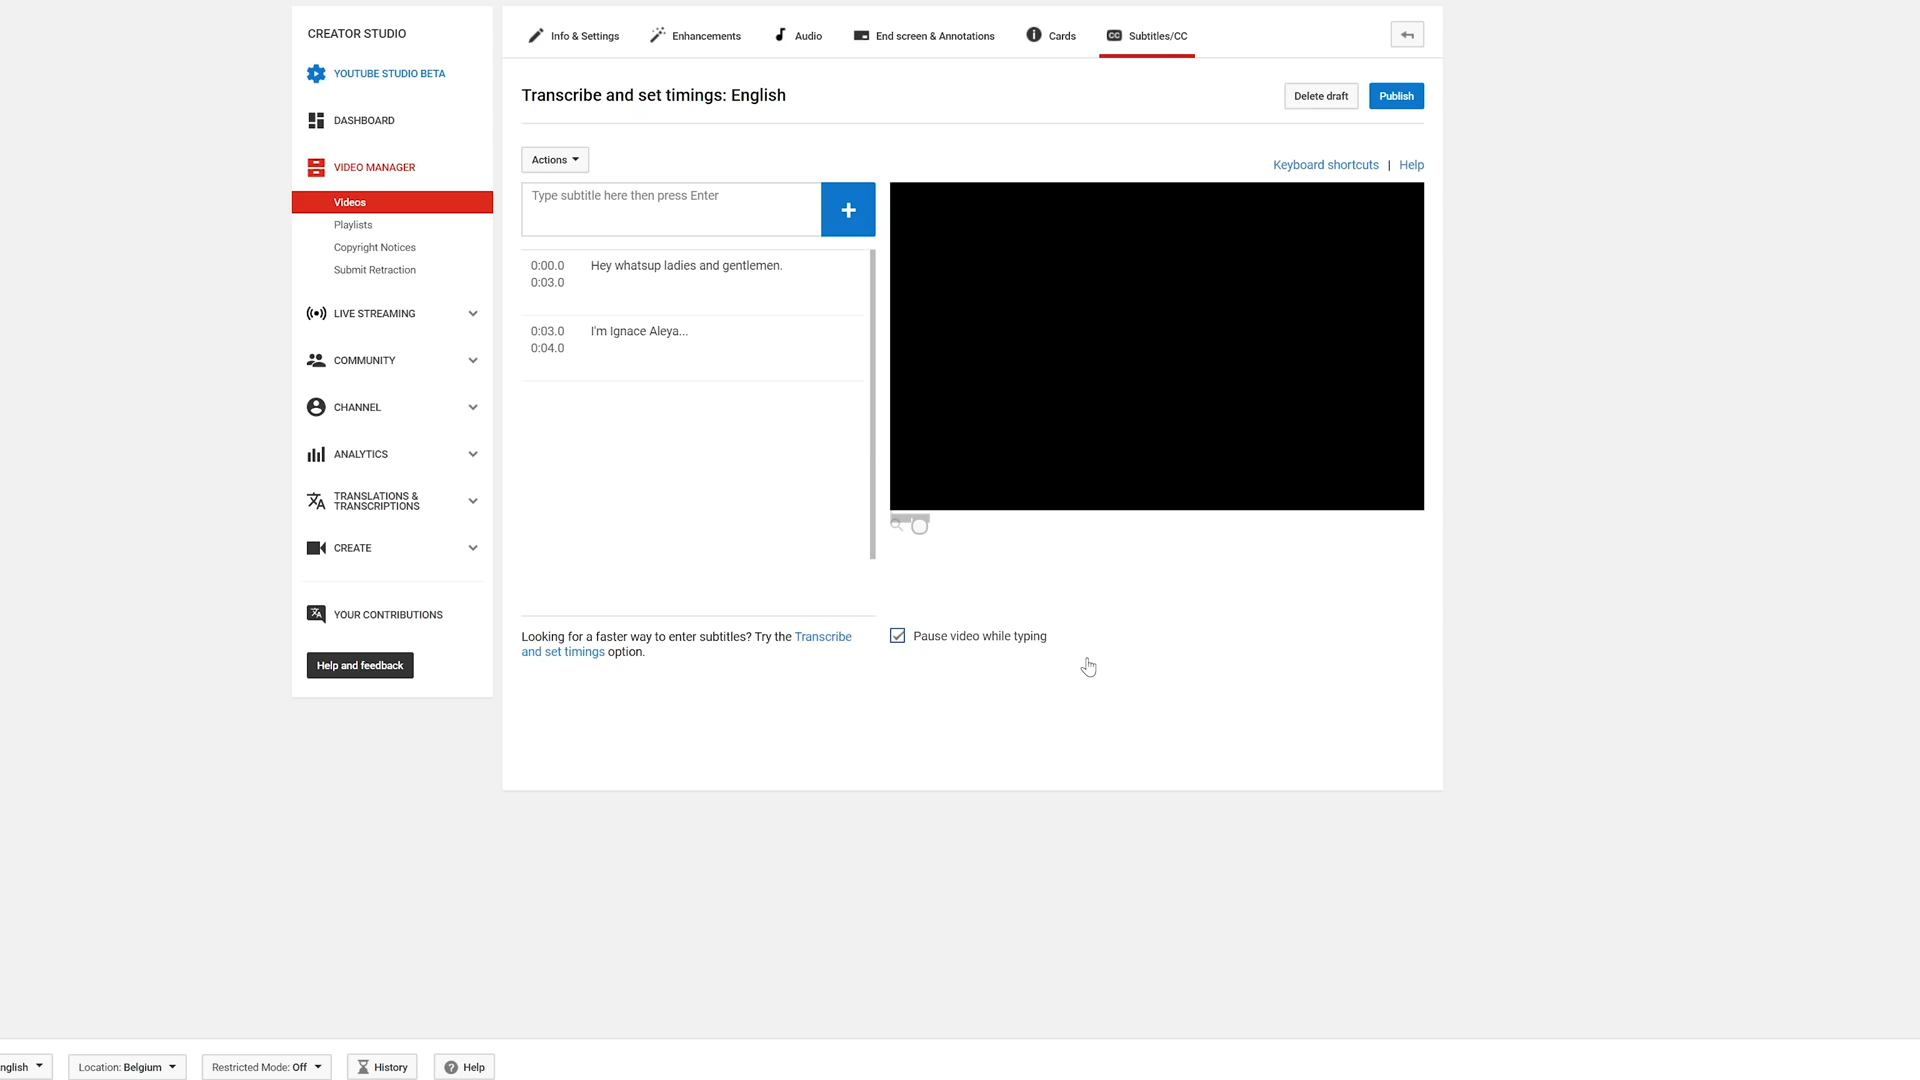 CREATOR STUDIO
YOUTUBE STUDIO BETA
DASHBOARD
VIDEO MANAGER
Videos
Playlists
Copyright Notices
Submit Retraction
LIVE STREAMING
COMMUNITY
CHANNEL
ANALYTICS
TRANSLATIONS &
TRANSCRIPTIONS
CREATE
YOUR CONTRIBUTIONS
Help and feedback
Info & Settings
Enhancements
Audio
End screen & Annotations
Cards
CC Subtitles/CC
Transcribe and set timings: English
Delete draft
Publish
Actions
Keyboard shortcuts | Help
Type subtitle here then press Enter
+
0:00.0 Hey whatsup ladies and gentlemen.
0:03.0
0:03.0 I'm Ignace Aleya...
0:04.0
Looking for a faster way to enter subtitles? Try the Transcribe
and set timings option.
Pause video while typing
nglish
Location: Belgium
Restricted Mode: Off
History
Help